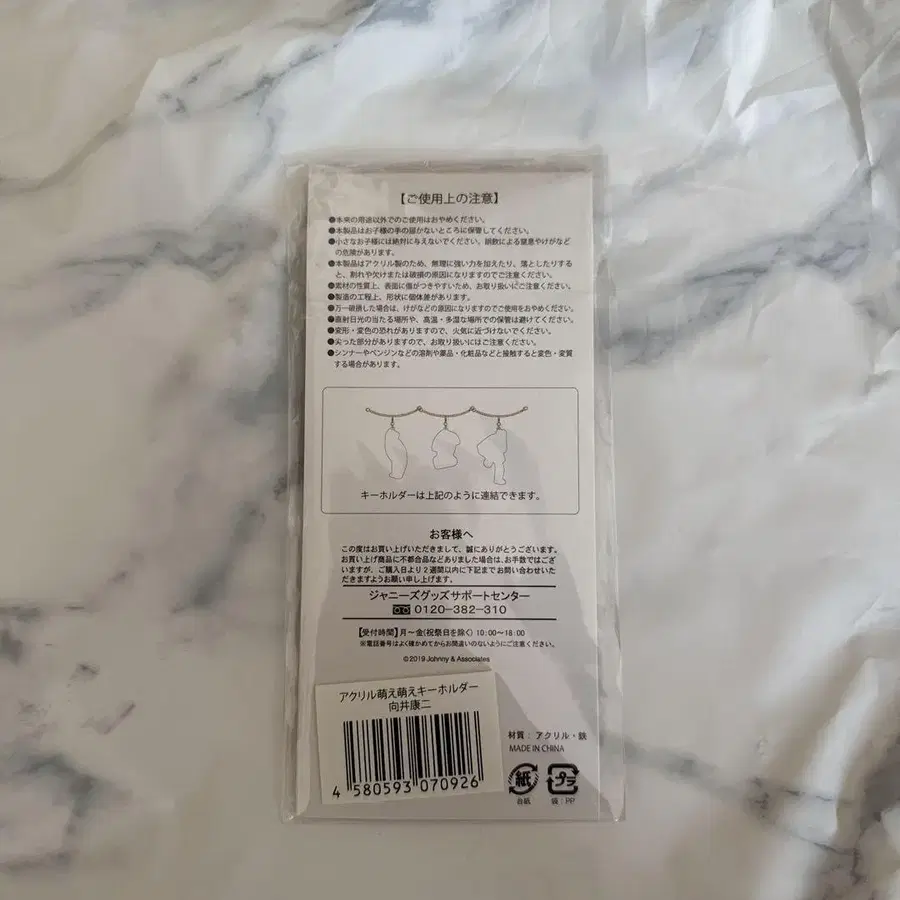 【ご使用上の注意】
●本来の用途以外でのご使用はおやめください。
●本製品はお子様の手の届かないところに保管してください。
●小さなお子様には絶対に与えないでください。誤飲による窒息やけがなど
の危険があります。
●本製品はアクリル製のため、無理に強い力を加えたり、落としたりする
と、割れや欠けまたは破損の原因になりますのでご注意ください。
●素材の性質上、表面に傷がつきやすいため、お取り扱いにご注意ください。
●製造の工程上、形状に個体差があります。
●万一破損した場合は、けがなどの原因になりますのでご使用をおやめください。
●直射日光の当たる場所や、高温・多湿な場所での保管は避けてください。
●変形・変色の恐れがありますので、火気に近づけないでください。
●尖った部分がありますので、お取り扱いにはご注意ください。
●シンナーやベンジンなどの溶剤や薬品・化粧品などと接触すると変色・変質
する場合があります。
キーホルダーは上記のように連結できます。
お客様へ
この度はお買い上げいただきまして、誠にありがとうございます。
お買い上げ商品に不都合品などありました場合は、お手数ではござ
いますが、ご購入日より2週間以内に下記までお問い合わせいた
だきますようお願い申し上げます。
ジャニーズグッズサポートセンター
0120-382-310
【受付時間】月〜金(祝祭日を除く) 10:00〜18:00
※電話番号はよく確かめてからお間違いのないようにご注意ください。
©2019 Johnny & Associates
アクリル萌え萌えキーホルダー
向井康二
4 580593 070926
材質：アクリル・鉄
MADE IN CHINA
紙 プラ
台紙 袋：PP